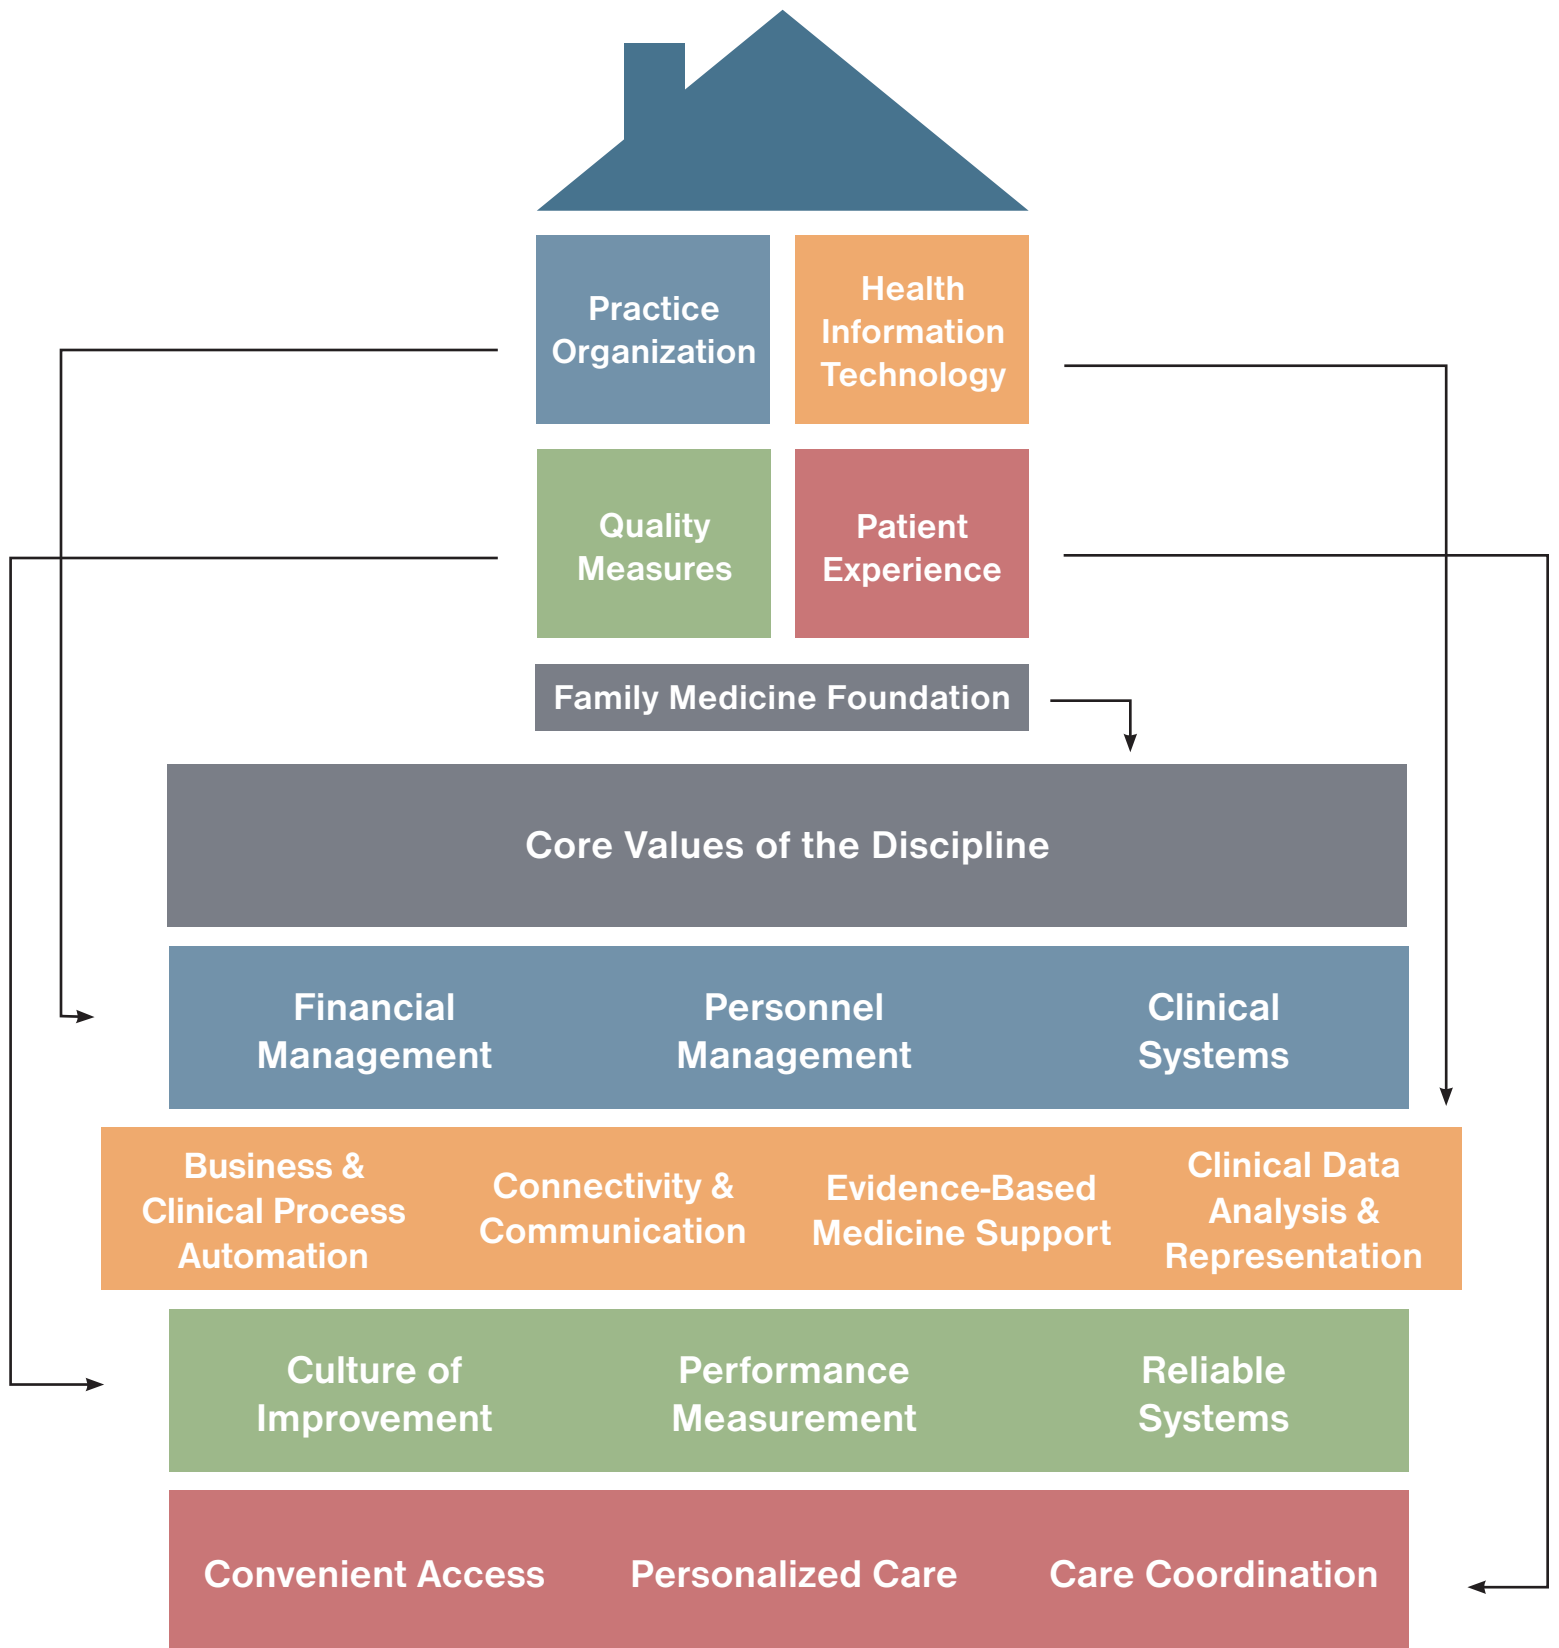 Practice
Organization
Health
Information
Technology
Quality
Measures
Patient
Experience
Family Medicine Foundation
Core Values of the Discipline
Financial
Management
Personnel
Management
Clinical
Systems
Business &
Clinical Process
Automation
Connectivity &
Communication
Evidence-Based
Medicine Support
Clinical Data
Analysis &
Representation
Culture of
Improvement
Performance
Measurement
Reliable
Systems
Convenient Access
Personalized Care
Care Coordination